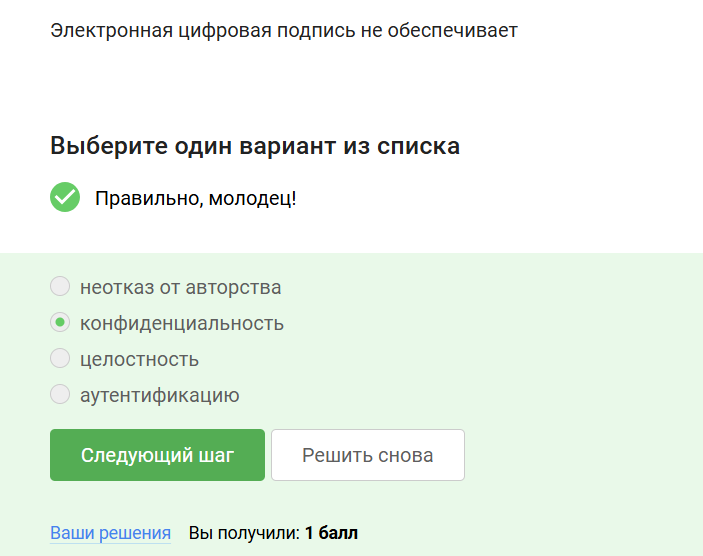 Электронная цифровая подпись не обеспечивает
Выберите один вариант из списка
Правильно, молодец!
неотказ от авторства
конфиденциальность
целостность
аутентификацию
Следующий шаг Решить снова
Ваши решения Вы получили: 1 балл